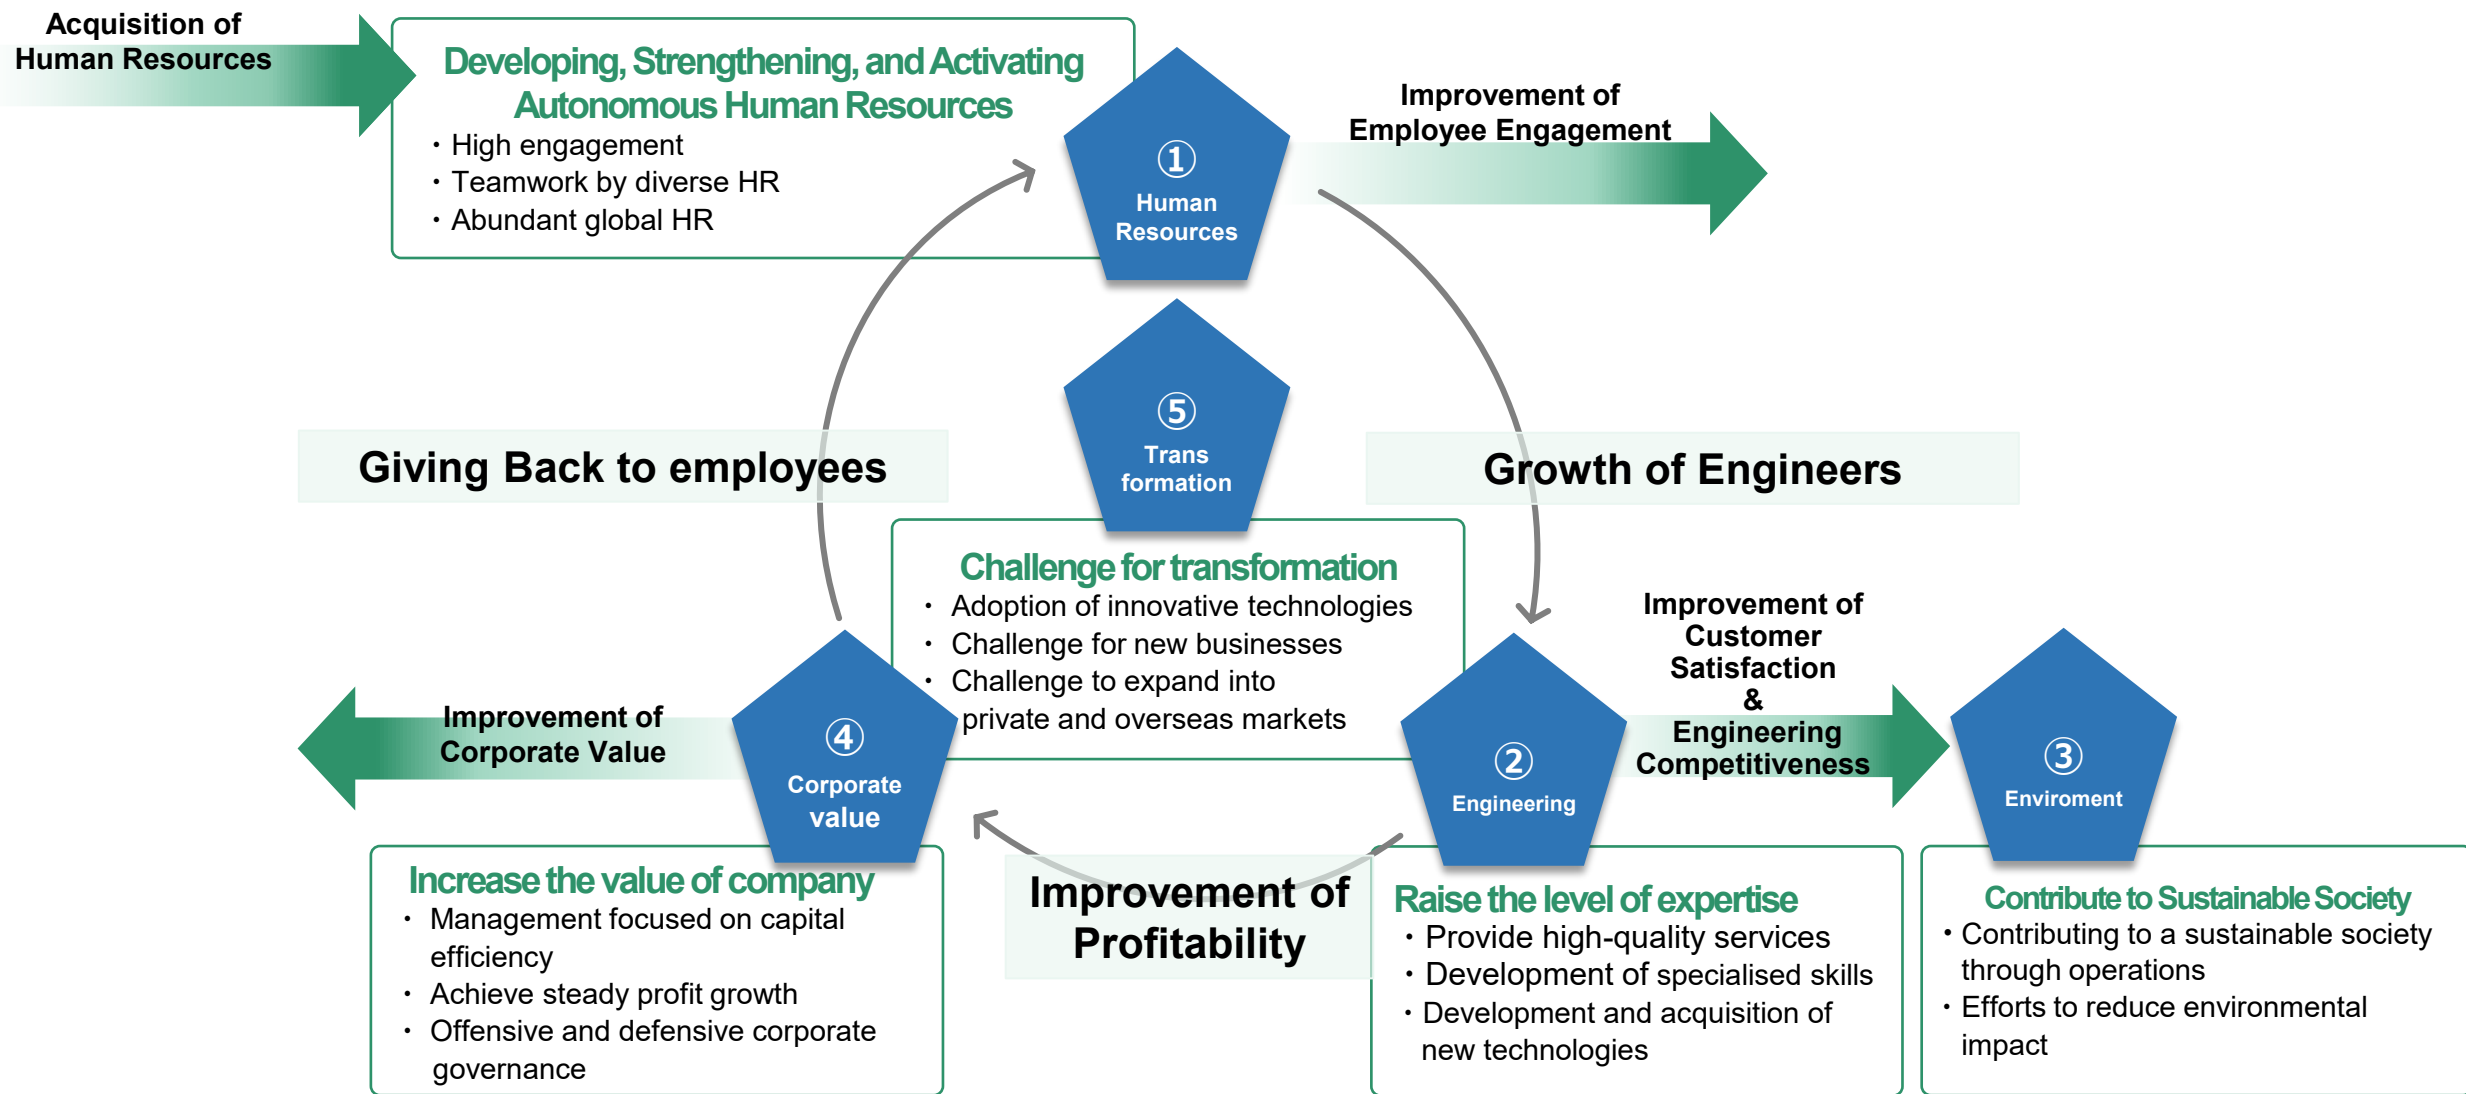 Acquisition of
Human Resources
Developing, Strengthening, and Activating
Autonomous Human Resources
・High engagement
・Teamwork by diverse HR
・Abundant global HR
①
Human
Resources
Improvement of
Employee Engagement
⑤
Trans
formation
Giving Back to employees
Growth of Engineers
Challenge for transformation
・ Adoption of innovative technologies
・ Challenge for new businesses
・ Challenge to expand into
private and overseas markets
Improvement of
Customer
Satisfaction
&
Engineering
Competitiveness
Improvement of
Corporate Value
④
Corporate
value
②
Engineering
③
Enviroment
Increase the value of company
・ Management focused on capital
efficiency
・ Achieve steady profit growth
・ Offensive and defensive corporate
governance
Improvement of
Profitability
Raise the level of expertise
・Provide high-quality services
・Development of specialised skills
・Development and acquisition of
new technologies
Contribute to Sustainable Society
・Contributing to a sustainable society
through operations
・Efforts to reduce environmental
impact